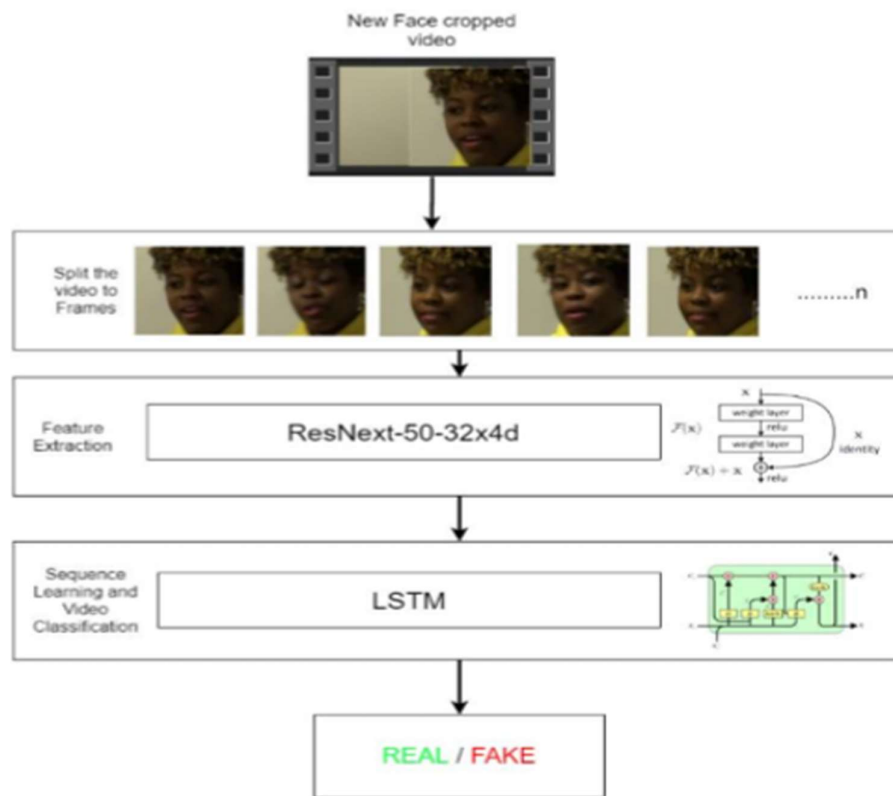 New Face cropped
video
Split the
video to
Frames
.........n
Feature
Extraction
ResNext-50-32x4d
x
weight layer
F(x)
relu
weight layer
x
identity
F(x) + x
relu
Sequence
Learning and
Video
Classification
LSTM
REAL / FAKE